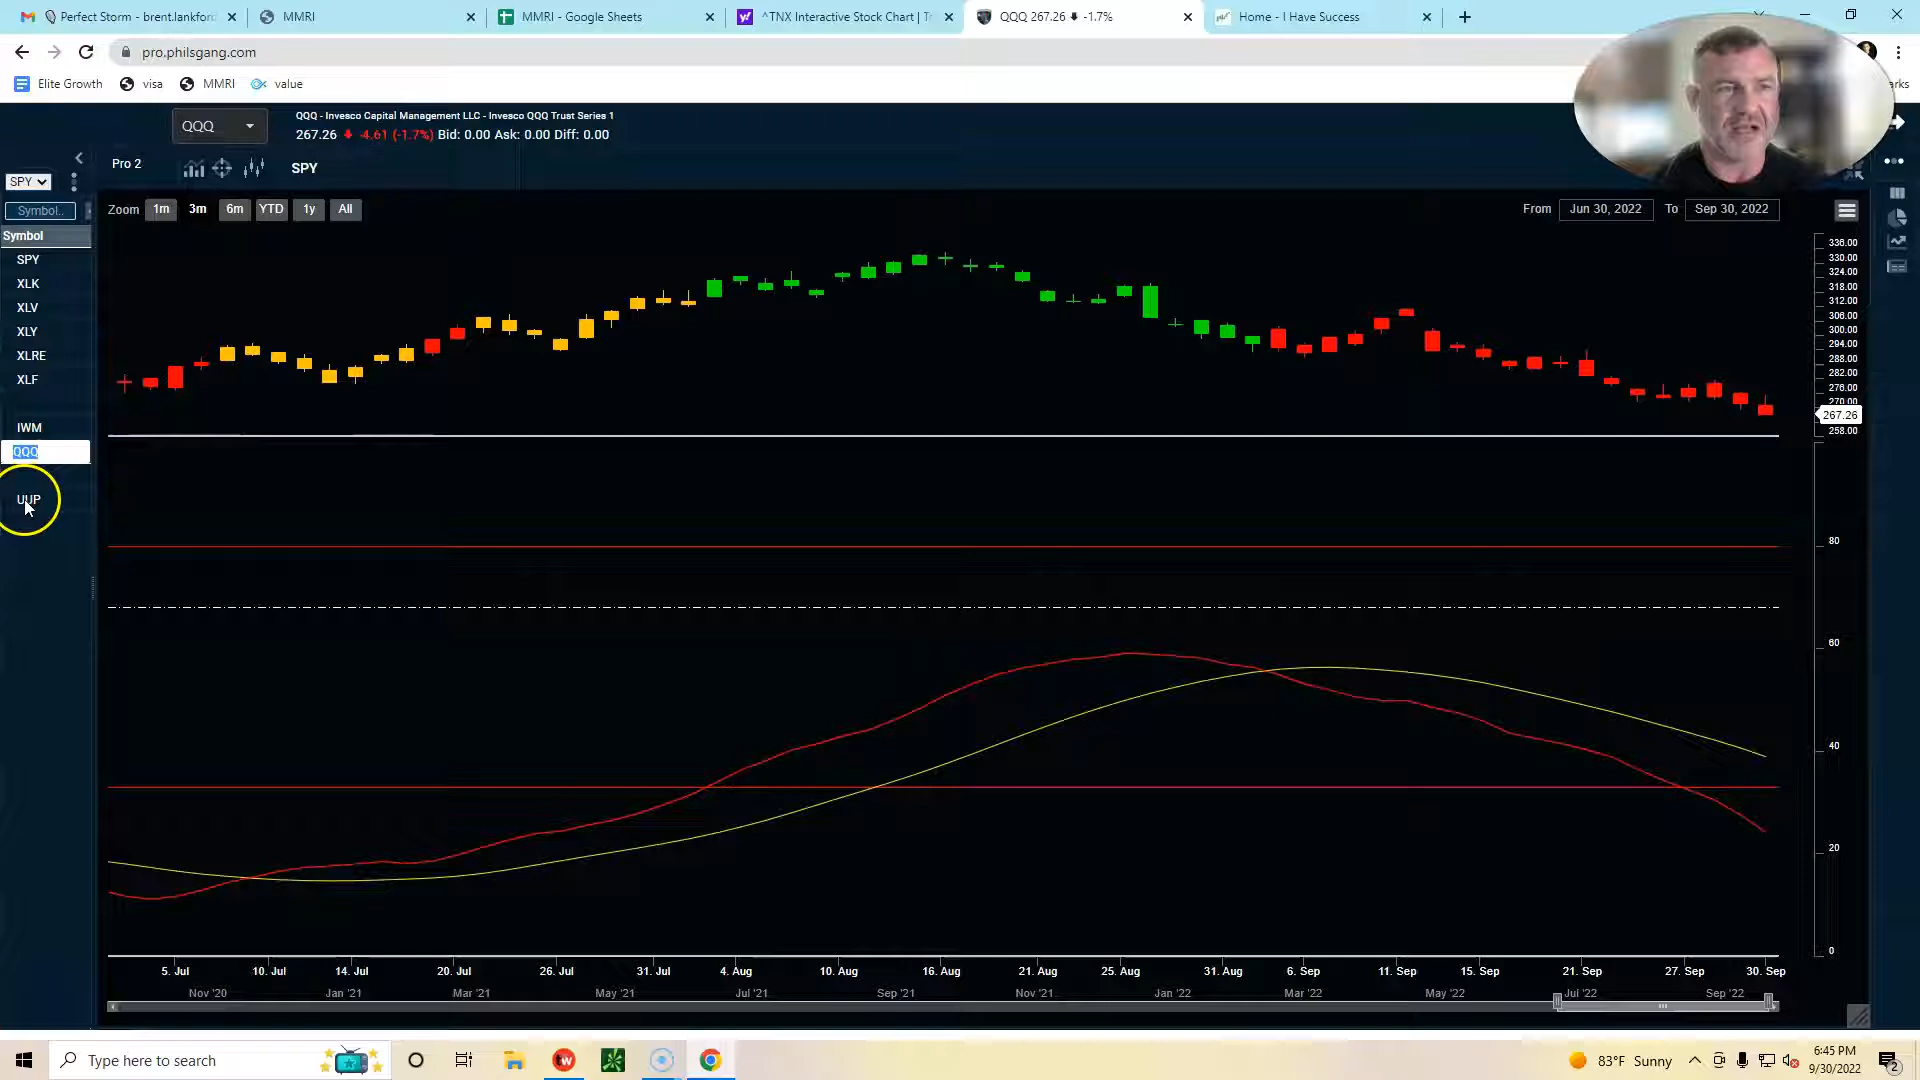 Perfect Storm - brent.lankford
MMRI
MMRI - Google Sheets
^TNX Interactive Stock Chart | T
QQQ 267.26 ⬇ -1.7%
Home - I Have Success
pro.philsgang.com
Elite Growth
visa
MMRI
value
QQQ
QQQ - Invesco Capital Management LLC - Invesco QQQ Trust Series 1
267.26 ⬇ -4.61 (-1.7%) Bid: 0.00 Ask: 0.00 Diff: 0.00
Pro 2
SPY
SPY
Symbol..
Zoom 1m 3m 6m YTD 1y All
From Jun 30, 2022 To Sep 30, 2022
Symbol
SPY
XLK
XLV
XLY
XLRE
XLF
IWM
QQQ
UUP
336.00
330.00
324.00
318.00
312.00
306.00
300.00
294.00
288.00
282.00
276.00
270.00
267.26
258.00
80
60
40
20
0
5. Jul 10. Jul 14. Jul 20. Jul 26. Jul 31. Jul 4. Aug 10. Aug 16. Aug 21. Aug 25. Aug 31. Aug 6. Sep 11. Sep 15. Sep 21. Sep 27. Sep 30. Sep
Nov '20 Jan '21 Mar '21 May '21 Jul '21 Sep '21 Nov '21 Jan '22 Mar '22 May '22 Jul '22 Sep '22
Type here to search
83°F Sunny
6:45 PM
9/30/2022
2